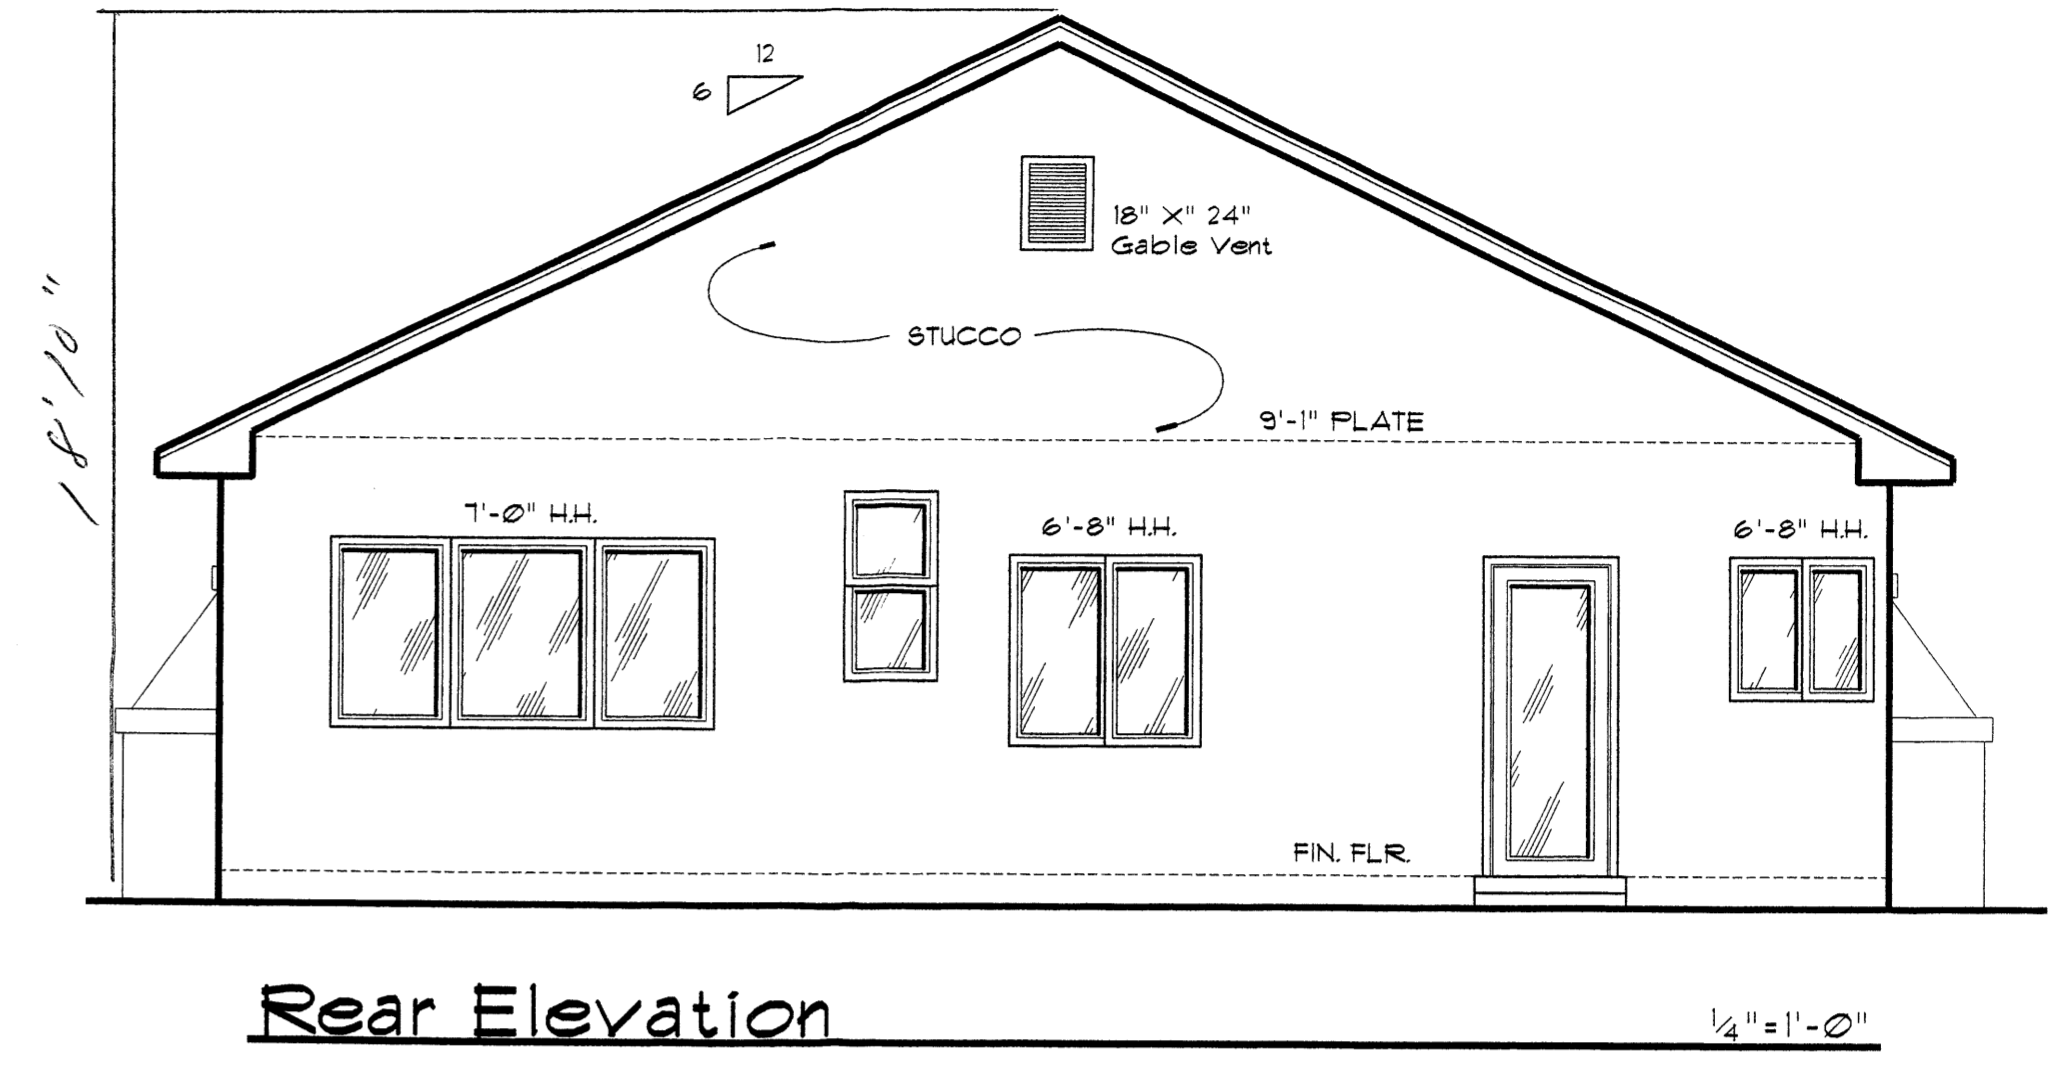 12
6
18" X" 24"
Gable Vent
18'10"
STUCCO
9'-1" PLATE
7'-0" H.H.
6'-8" H.H.
6'-8" H.H.
FIN. FLR.
Rear Elevation
1/4"=1'-0"